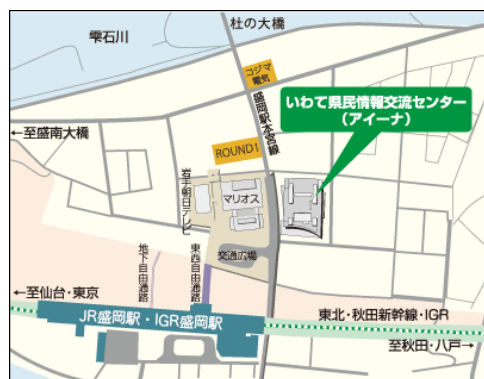 杜の大橋
雫石川
コジマ
電気
盛岡駅本宮線
いわて県民情報交流センター
（アイーナ）
←至盛南大橋
ROUND1
岩手朝日テレビ
マリオス
地下自由通路
東西自由通路
交通広場
←至仙台・東京
JR盛岡駅・IGR盛岡駅
東北・秋田新幹線・IGR
至秋田・八戸→